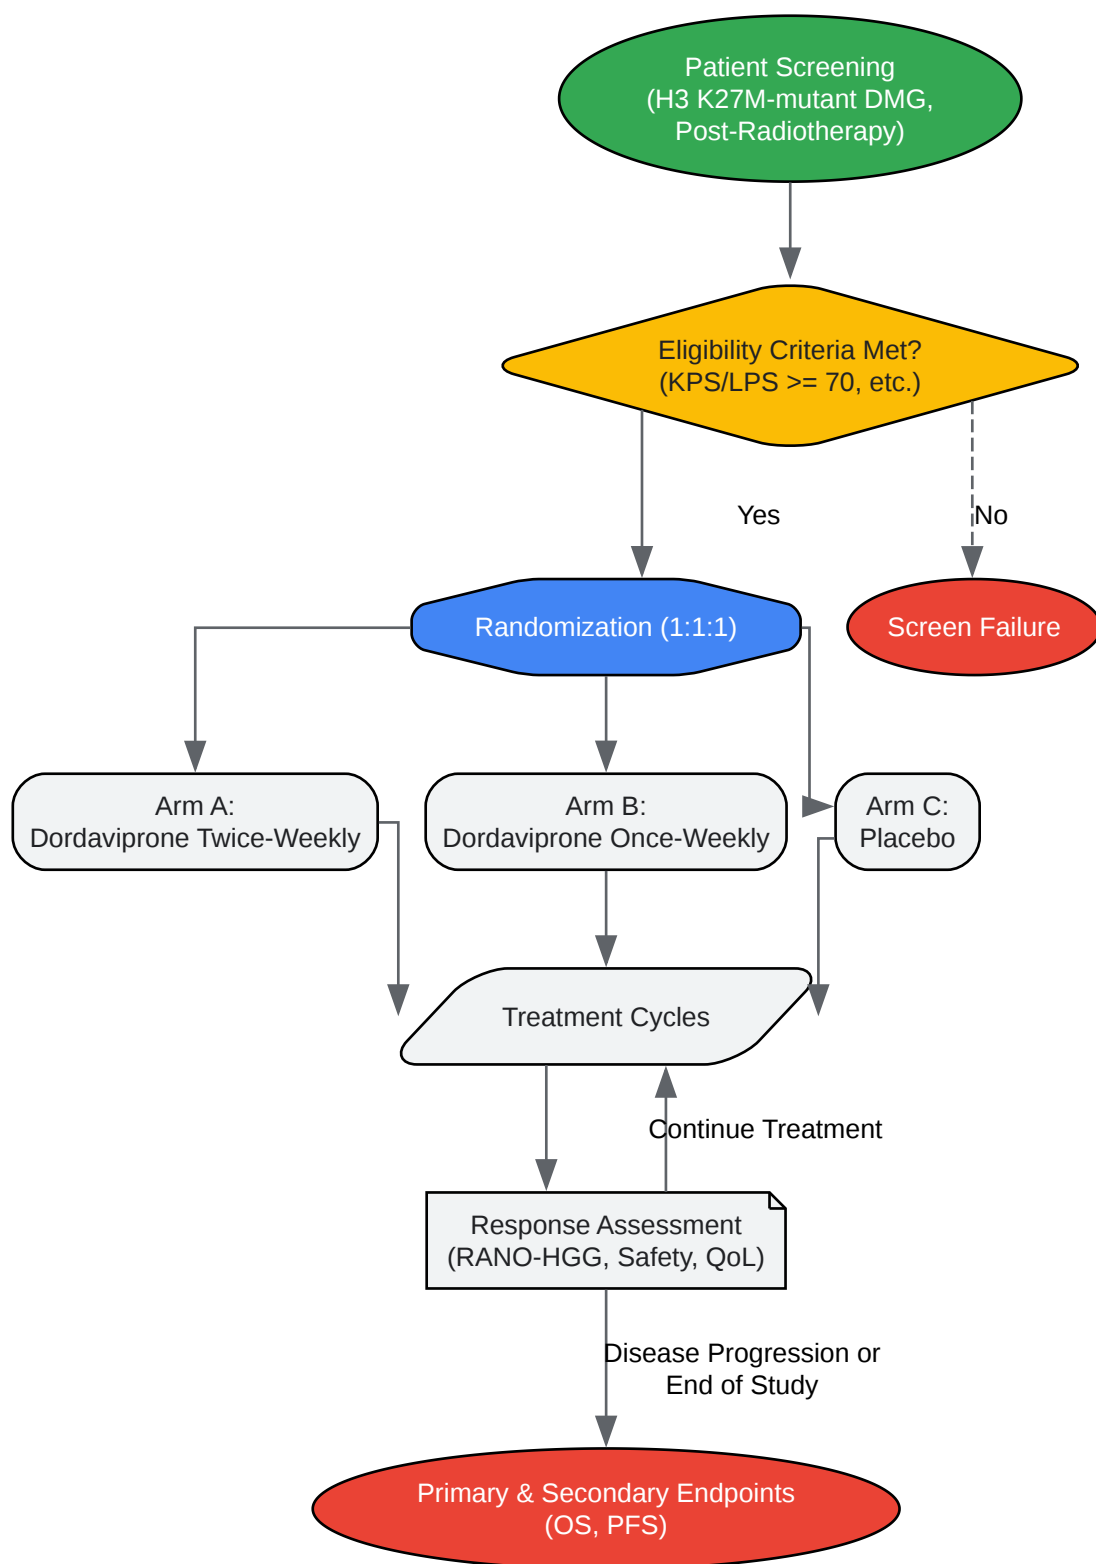 Patient Screening
(H3 K27M-mutant DMG,
Post-Radiotherapy)
Eligibility Criteria Met?
(KPS/LPS >= 70, etc.)
Yes
No
Randomization (1:1:1)
Screen Failure
Arm A:
Dordaviprone Twice-Weekly
Arm B:
Dordaviprone Once-Weekly
Arm C:
Placebo
Treatment Cycles
Continue Treatment
Response Assessment
(RANO-HGG, Safety, QoL)
Disease Progression or
End of Study
Primary & Secondary Endpoints
(OS, PFS)